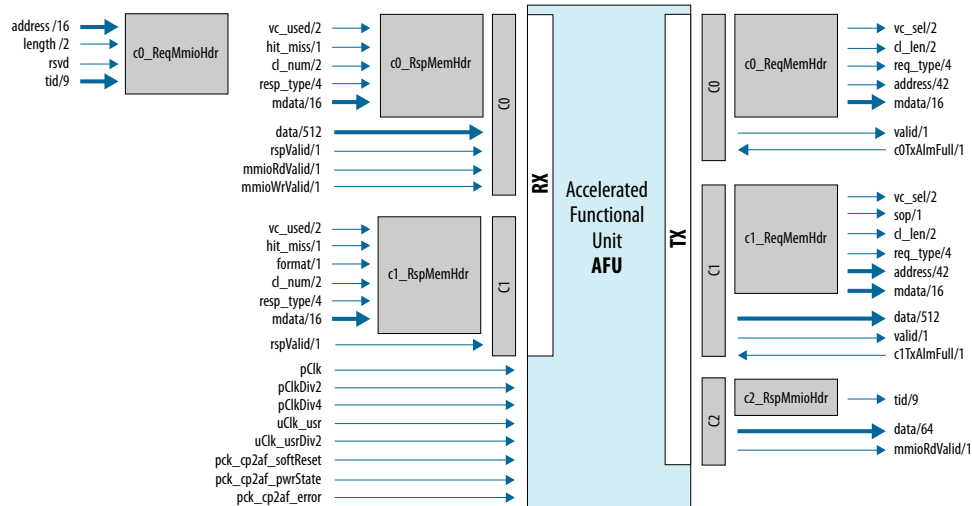 address /16
length /2
rsvd
tid/9
c0_ReqMmioHdr
vc_used/2
hit_miss/1
cl_num/2
resp_type/4
mdata/16
c0_RspMemHdr
data/512
rspValid/1
mmioRdValid/1
mmioWrValid/1
C0
vc_used/2
hit_miss/1
format/1
cl_num/2
resp_type/4
mdata/16
c1_RspMemHdr
rspValid/1
C1
pClk
pClkDiv2
pClkDiv4
uClk_usr
uClk_usrDiv2
pck_cp2af_softReset
pck_cp2af_pwrState
pck_cp2af_error
RX
Accelerated
Functional
Unit
AFU
TX
C0
c0_ReqMemHdr
vc_sel/2
cl_len/2
req_type/4
address/42
mdata/16
valid/1
c0TxAlmFull/1
C1
c1_ReqMemHdr
vc_sel/2
sop/1
cl_len/2
req_type/4
address/42
mdata/16
data/512
valid/1
c1TxAlmFull/1
C2
c2_RspMmioHdr
tid/9
data/64
mmioRdValid/1